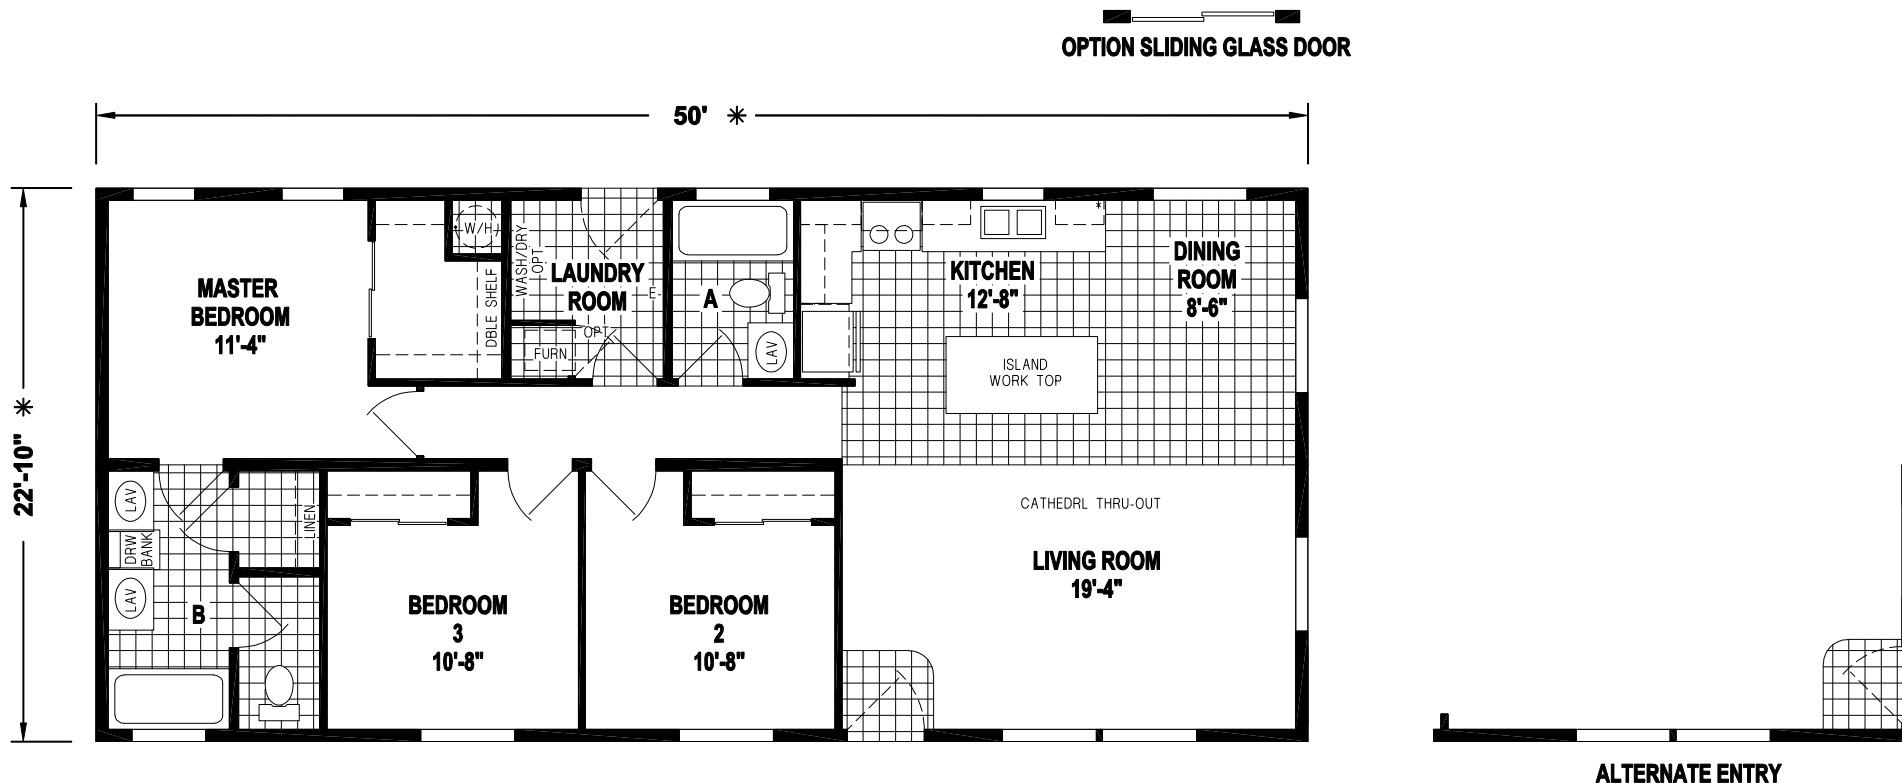 OPTION SLIDING GLASS DOOR
50' ✳
22'-10" ✳
MASTER
BEDROOM
11'-4"
W/H
DBLE SHELF
WASH/DRY
OPT
LAUNDRY
ROOM
E
OPT
FURN
A
LAV
KITCHEN
12'-8"
*
DINING
ROOM
8'-6"
ISLAND
WORK TOP
LAV
DRW
BANK
LAV
LINEN
B
BEDROOM
3
10'-8"
BEDROOM
2
10'-8"
CATHEDRL THRU-OUT
LIVING ROOM
19'-4"
ALTERNATE ENTRY